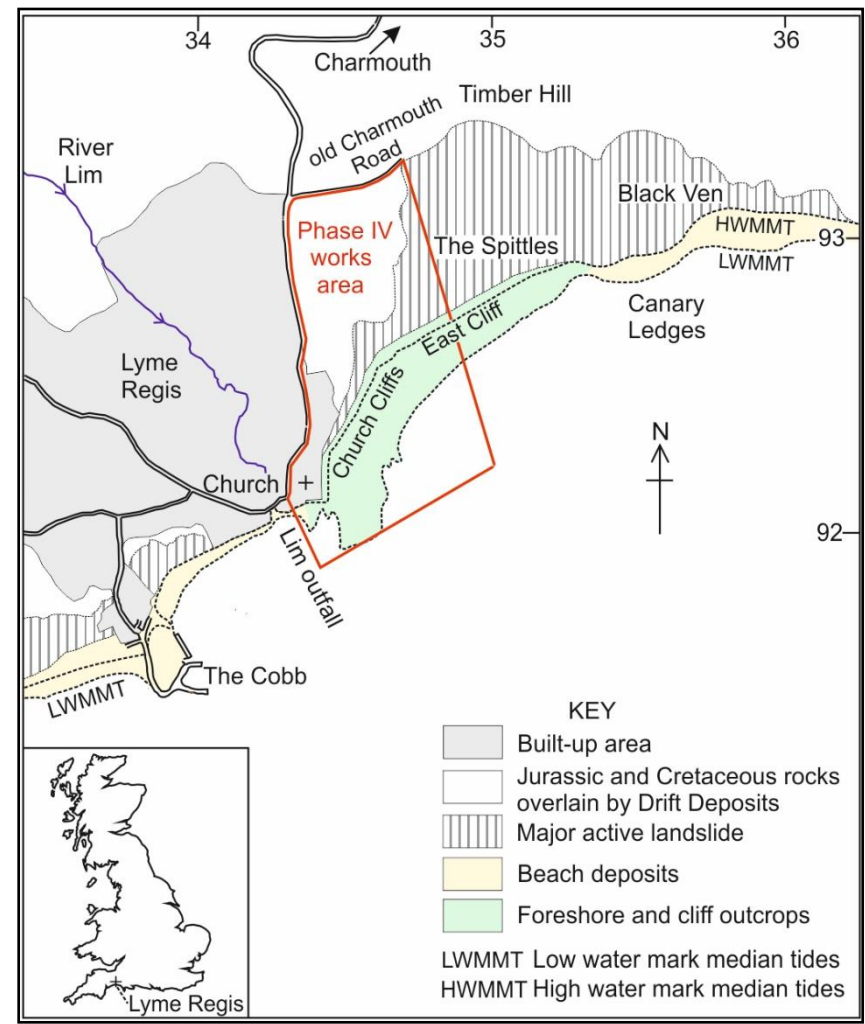 34
35
36
Charmouth
Timber Hill
old Charmouth
Road
River
Lim
Black Ven
HWMMT
93
LWMMT
Phase IV
works
area
The Spittles
Canary
Ledges
East Cliff
Lyme
Regis
Church Cliffs
N
Church
92
Lim outfall
The Cobb
LWMMT
KEY
Built-up area
Jurassic and Cretaceous rocks
overlain by Drift Deposits
Major active landslide
Beach deposits
Foreshore and cliff outcrops
LWMMT Low water mark median tides
HWMMT High water mark median tides
Lyme Regis